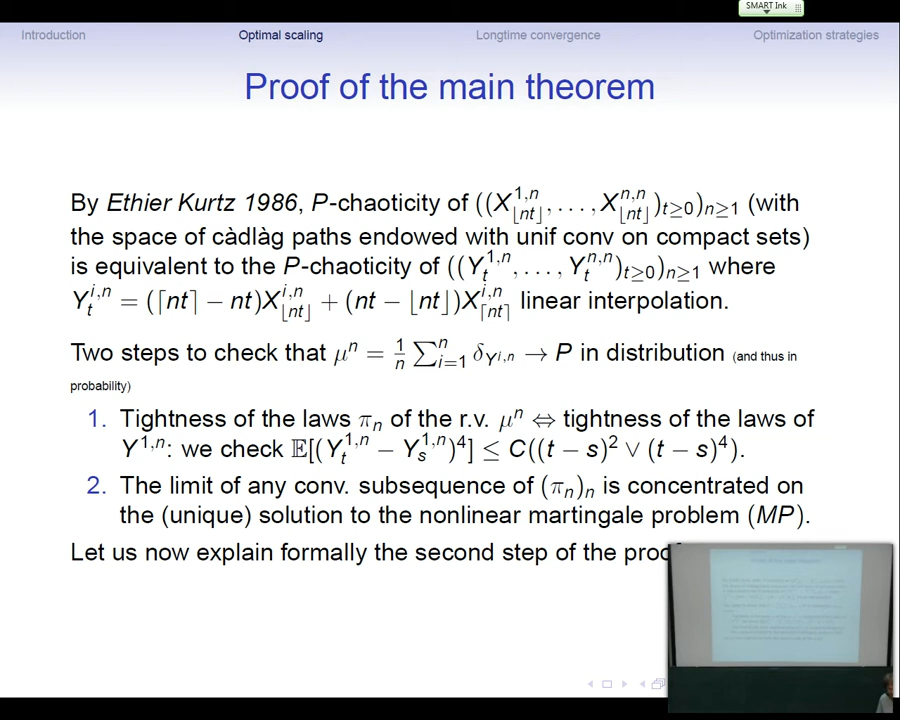 SMART Ink
Introduction Optimal scaling Longtime convergence Optimization strategies
Proof of the main theorem
By Ethier Kurtz 1986, P-chaoticity of ((X^{1,n}_{⌊nt⌋}, . . . , X^{n,n}_{⌊nt⌋})_{t≥0})_{n≥1} (with
the space of càdlàg paths endowed with unif conv on compact sets)
is equivalent to the P-chaoticity of ((Y^{1,n}_t, . . . , Y^{n,n}_t)_{t≥0})_{n≥1} where
Y^{i,n}_t = (⌈nt⌉ − nt)X^{i,n}_{⌊nt⌋} + (nt − ⌊nt⌋)X^{i,n}_{⌈nt⌉} linear interpolation.
Two steps to check that μ^n = \frac{1}{n} ∑^n_{i=1} δ_{Y^{i,n}} → P in distribution (and thus in
probability)
1. Tightness of the laws π_n of the r.v. μ^n ⇔ tightness of the laws of
Y^{1,n}: we check 𝔼[(Y^{1,n}_t − Y^{1,n}_s)^4] ≤ C((t − s)^2 ∨ (t − s)^4).
2. The limit of any conv. subsequence of (π_n)_n is concentrated on
the (unique) solution to the nonlinear martingale problem (MP).
Let us now explain formally the second step of the